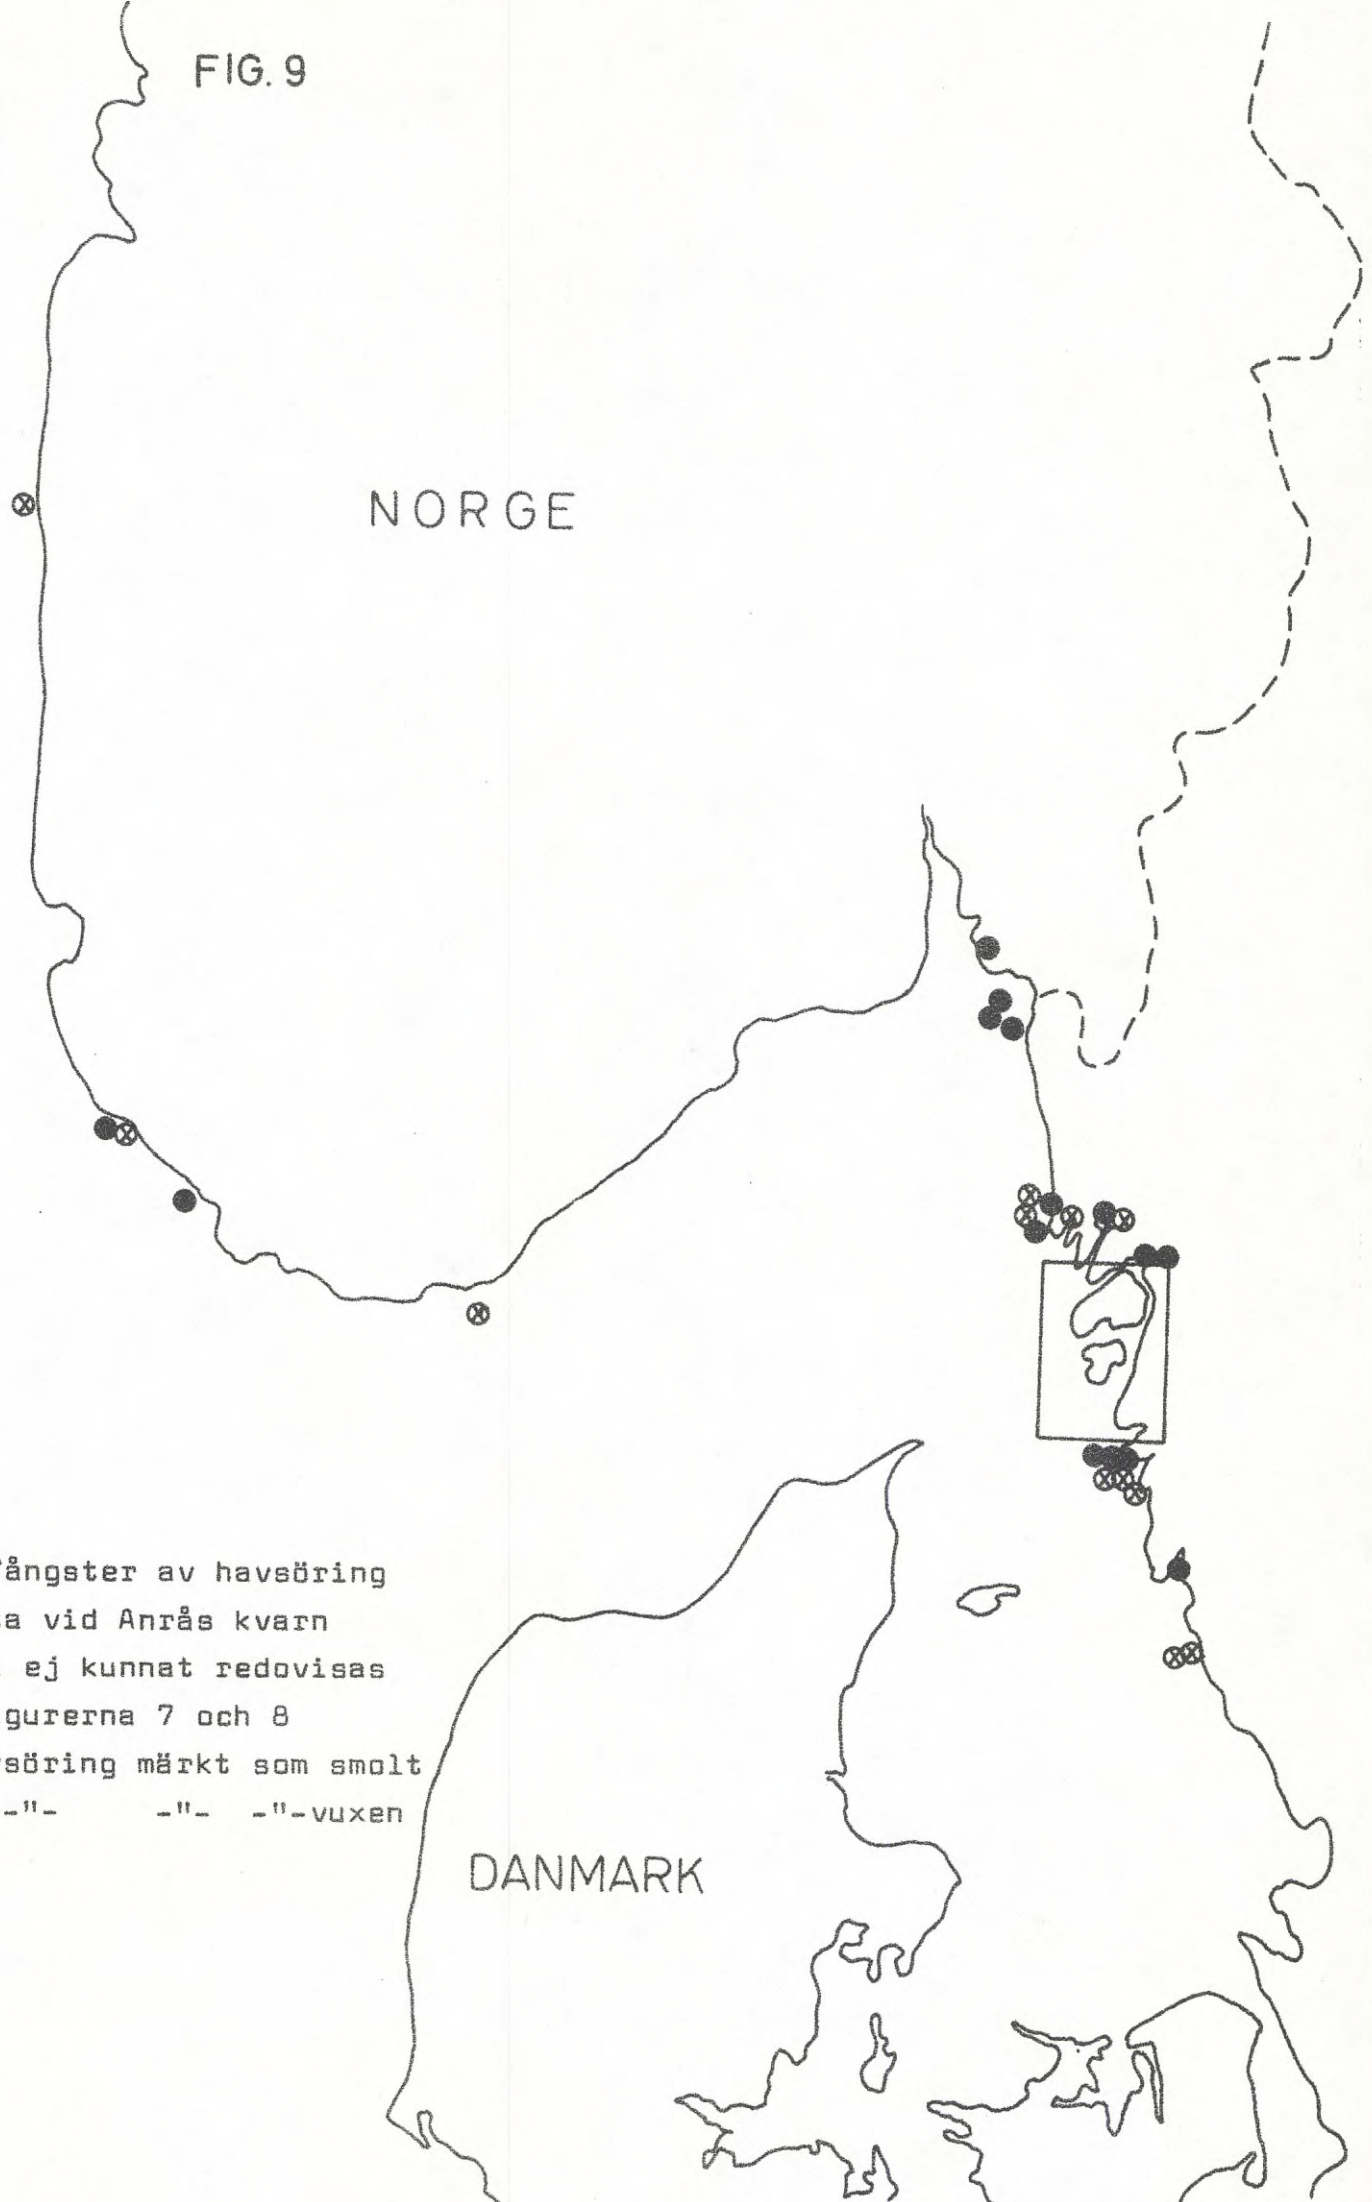 FIG. 9
NORGE
ångster av havsöring
a vid Anrås kvarn
ej kunnat redovisas
gurerna 7 och 8
söring märkt som smolt
-"- -"- -"-vuxen
DANMARK